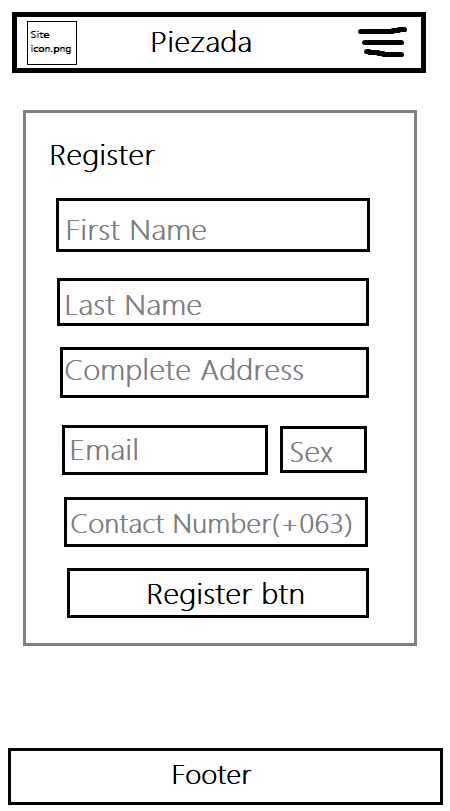 Site
icon.png
Piezada
Register
First Name
Last Name
Complete Address
Email
Sex
Contact Number(+063)
Register btn
Footer